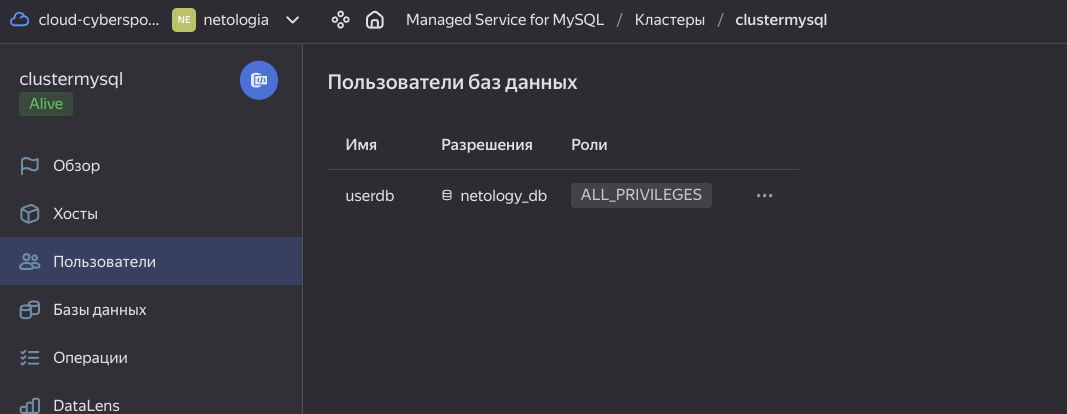 cloud-cyberspo... NE netologia Managed Service for MySQL / Кластеры / clustermysql
clustermysql
Alive
Обзор
Хосты
Пользователи
Базы данных
Операции
DataLens
Пользователи баз данных
Имя Разрешения Роли
userdb netology_db ALL_PRIVILEGES ...